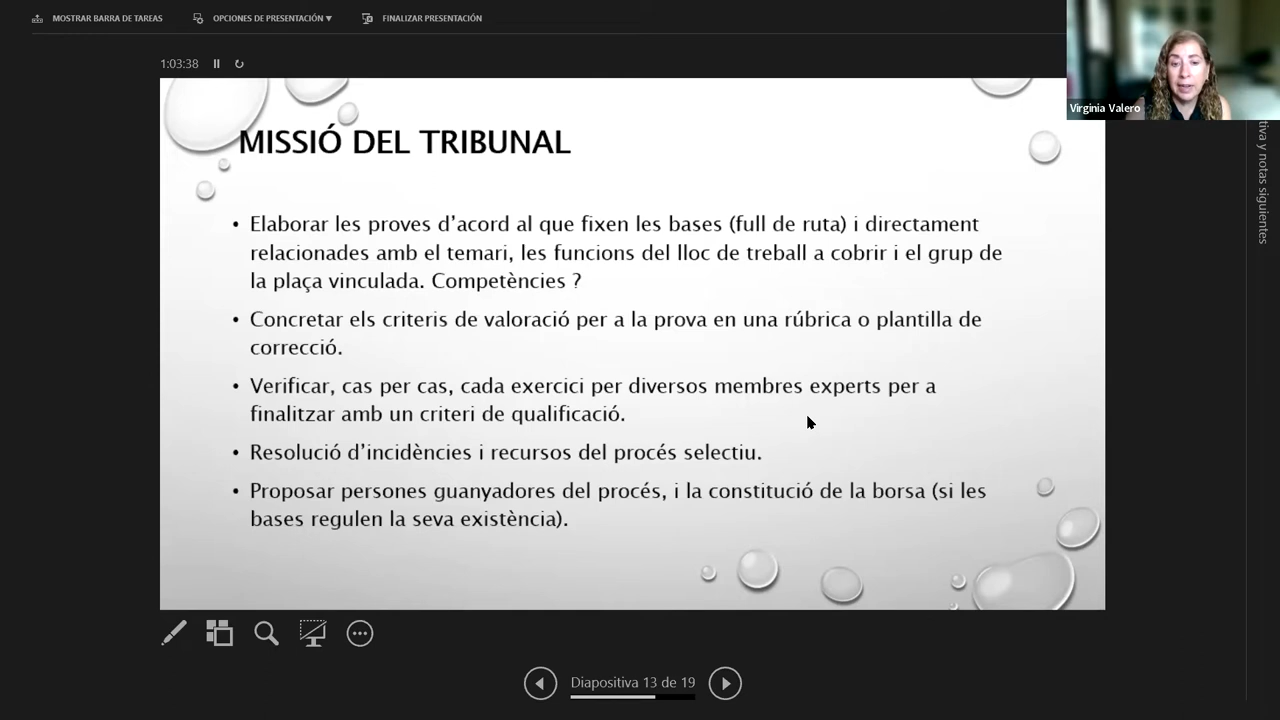 MOSTRAR BARRA DE TAREAS
OPCIONES DE PRESENTACIÓN ▼
FINALIZAR PRESENTACIÓN
Virginia Valero
1:03:38
tiva y notas siguientes
MISSIÓ DEL TRIBUNAL
• Elaborar les proves d’acord al que fixen les bases (full de ruta) i directament
relacionades amb el temari, les funcions del lloc de treball a cobrir i el grup de
la plaça vinculada. Competències ?
• Concretar els criteris de valoració per a la prova en una rúbrica o plantilla de
correcció.
• Verificar, cas per cas, cada exercici per diversos membres experts per a
finalitzar amb un criteri de qualificació.
• Resolució d’incidències i recursos del procés selectiu.
• Proposar persones guanyadores del procés, i la constitució de la borsa (si les
bases regulen la seva existència).
Diapositiva 13 de 19